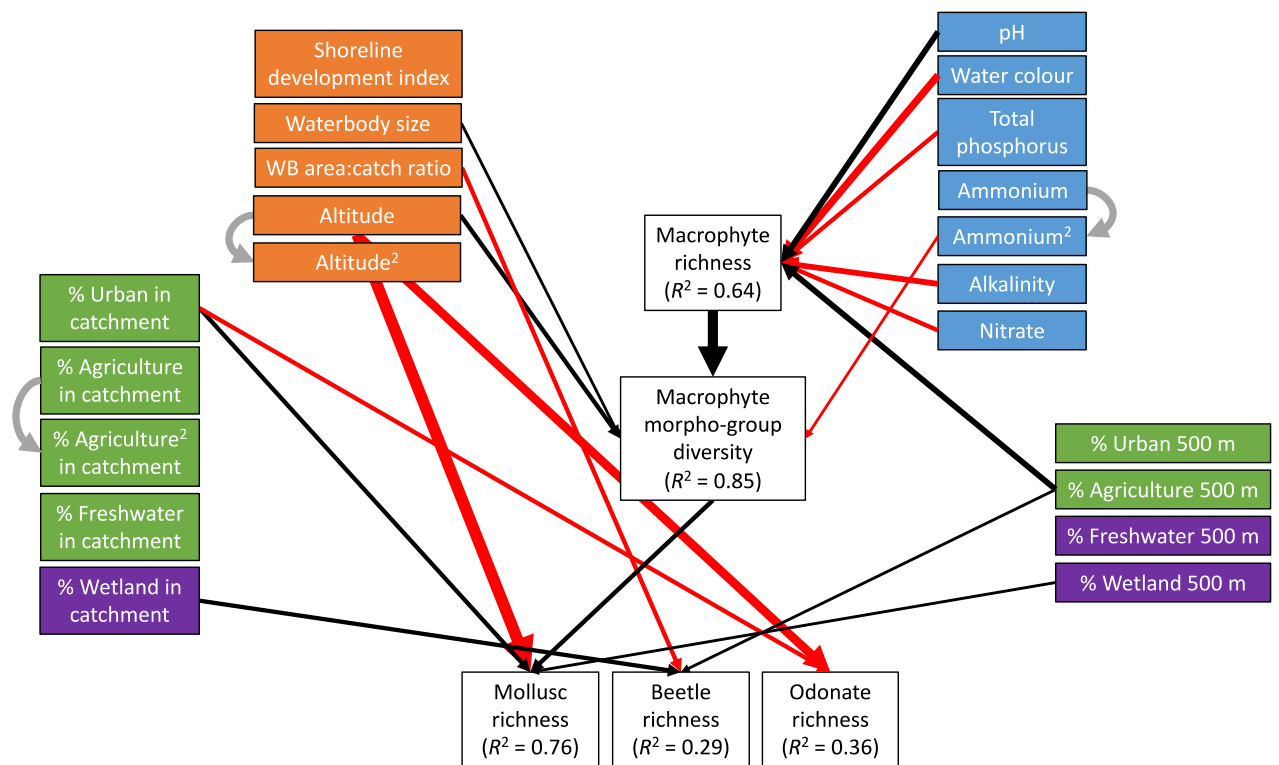 Shoreline
development index
Waterbody size
WB area:catch ratio
Altitude
Altitude²
pH
Water colour
Total
phosphorus
Ammonium
Ammonium²
Alkalinity
Nitrate
Macrophyte
richness
(R² = 0.64)
Macrophyte
morpho-group
diversity
(R² = 0.85)
% Urban in
catchment
% Agriculture
in catchment
% Agriculture²
in catchment
% Freshwater
in catchment
% Wetland in
catchment
% Urban 500 m
% Agriculture 500 m
% Freshwater 500 m
% Wetland 500 m
Mollusc
richness
(R² = 0.76)
Beetle
richness
(R² = 0.29)
Odonate
richness
(R² = 0.36)